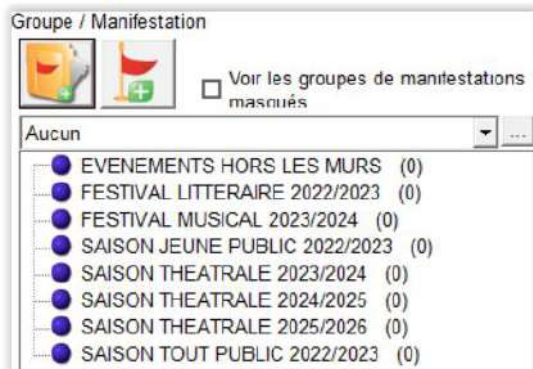 Groupe / Manifestation
Voir les groupes de manifestations
masqués
Aucun
...
EVENEMENTS HORS LES MURS (0)
FESTIVAL LITTERAIRE 2022/2023 (0)
FESTIVAL MUSICAL 2023/2024 (0)
SAISON JEUNE PUBLIC 2022/2023 (0)
SAISON THEATRALE 2023/2024 (0)
SAISON THEATRALE 2024/2025 (0)
SAISON THEATRALE 2025/2026 (0)
SAISON TOUT PUBLIC 2022/2023 (0)